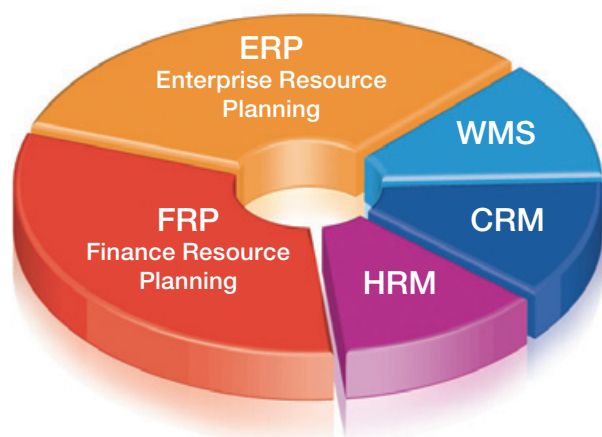 ERP
Enterprise Resource
Planning
WMS
FRP
Finance Resource
Planning
CRM
HRM